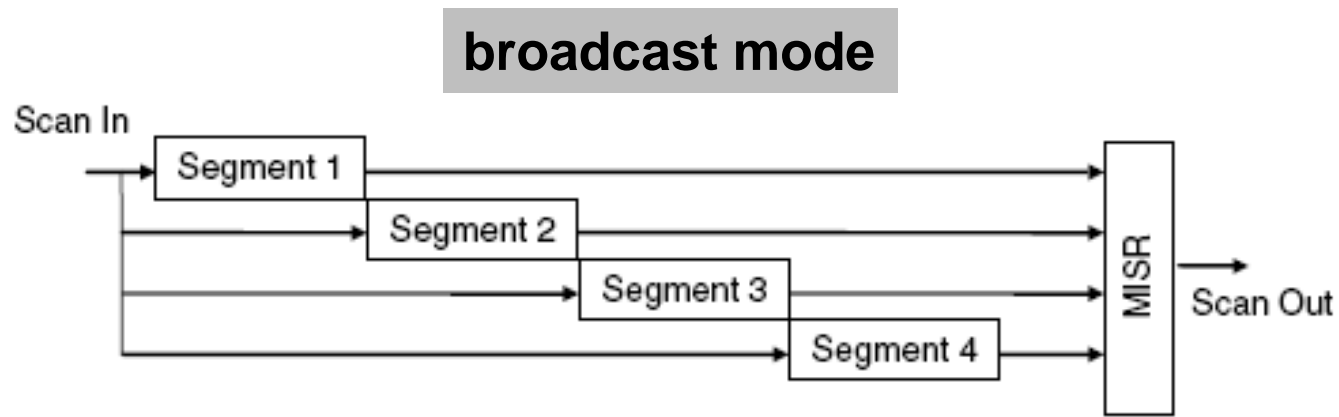 broadcast mode
Scan In
Segment 1
Segment 2
Segment 3
Segment 4
MISR
Scan Out